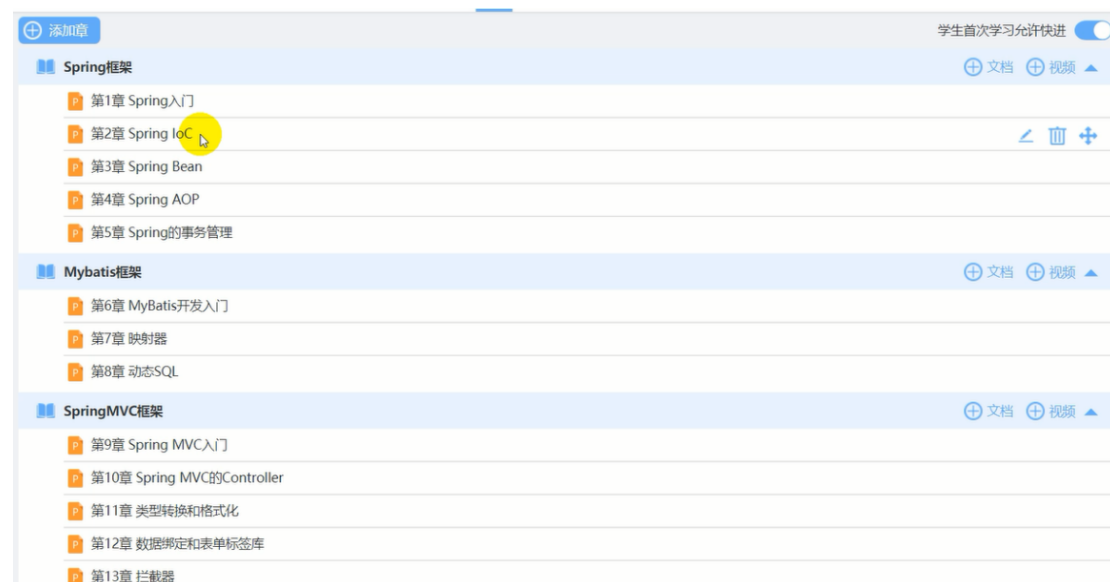 添加章 学生首次学习允许快进
Spring框架 文档 视频
第1章 Spring入门
第2章 Spring IoC
第3章 Spring Bean
第4章 Spring AOP
第5章 Spring的事务管理
Mybatis框架 文档 视频
第6章 MyBatis开发入门
第7章 映射器
第8章 动态SQL
SpringMVC框架 文档 视频
第9章 Spring MVC入门
第10章 Spring MVC的Controller
第11章 类型转换和格式化
第12章 数据绑定和表单标签库
第13章 拦截器